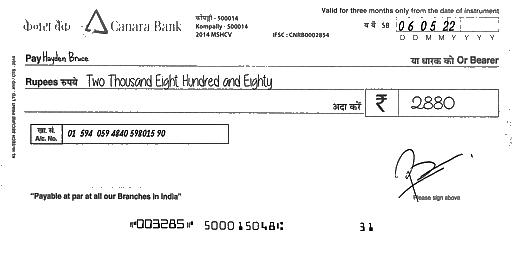 Valid for three months only from the date of instrument
केनरा बैंक Canara Bank
कोंपल्ली - 500014
Kompally - 500014
2014 MSHCV
IFSC : CNRB0002854
SB 06 05 22
D D M M Y Y Y Y
Pay Hayden Bruce
या धारक को Or Bearer
Rupees रुपये Two Thousand Eight Hundred and Eighty
अदा करें ₹ 2880
खा. सं.
A/c. No. 01 594 059 4840 598015 90
Please sign above
"Payable at par at all our Branches in India"
⑈003285⑈ 500015048⑆ 31